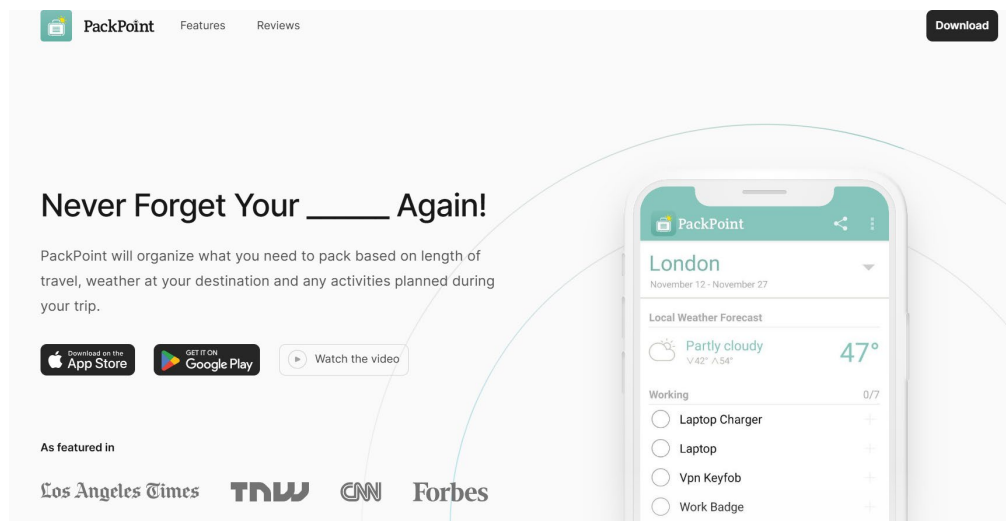 PackPoint Features Reviews Download
Never Forget Your _____ Again!
PackPoint will organize what you need to pack based on length of
travel, weather at your destination and any activities planned during
your trip.
Download on the
App Store
GET IT ON
Google Play
Watch the video
As featured in
Los Angeles Times TNW CNN Forbes
PackPoint
London
November 12 - November 27
Local Weather Forecast
Partly cloudy
∨42° ∧54°
47°
Working 0/7
Laptop Charger
Laptop
Vpn Keyfob
Work Badge